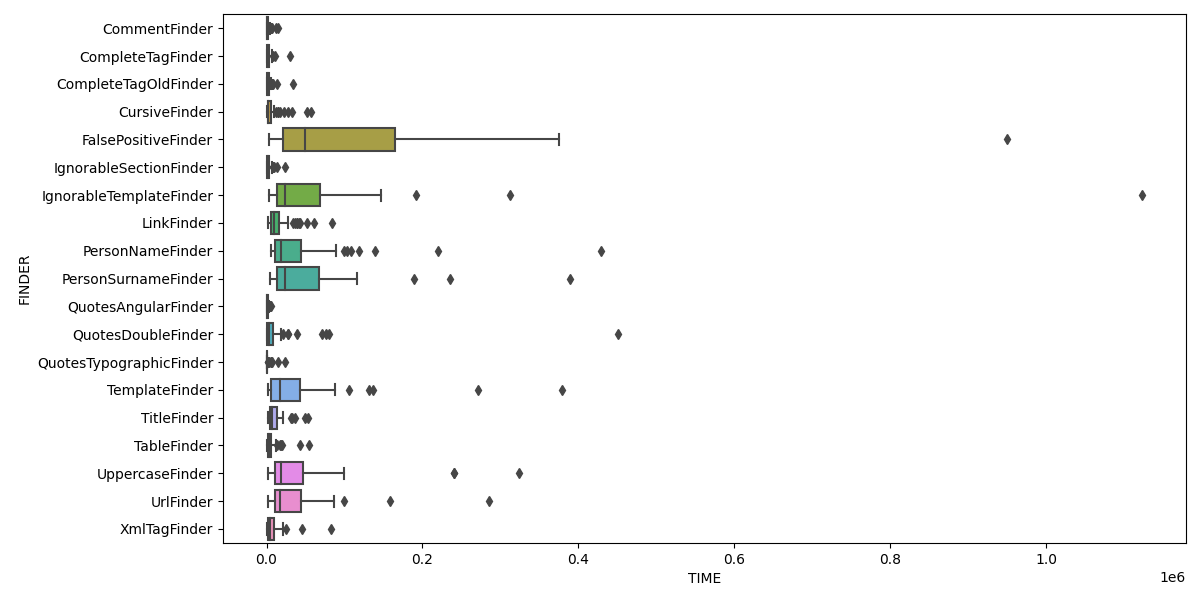 CommentFinder
CompleteTagFinder
CompleteTagOldFinder
CursiveFinder
FalsePositiveFinder
IgnorableSectionFinder
IgnorableTemplateFinder
LinkFinder
PersonNameFinder
PersonSurnameFinder
QuotesAngularFinder
QuotesDoubleFinder
QuotesTypographicFinder
TemplateFinder
TitleFinder
TableFinder
UppercaseFinder
UrlFinder
XmlTagFinder
FINDER
0.0 0.2 0.4 0.6 0.8 1.0
TIME
1e6